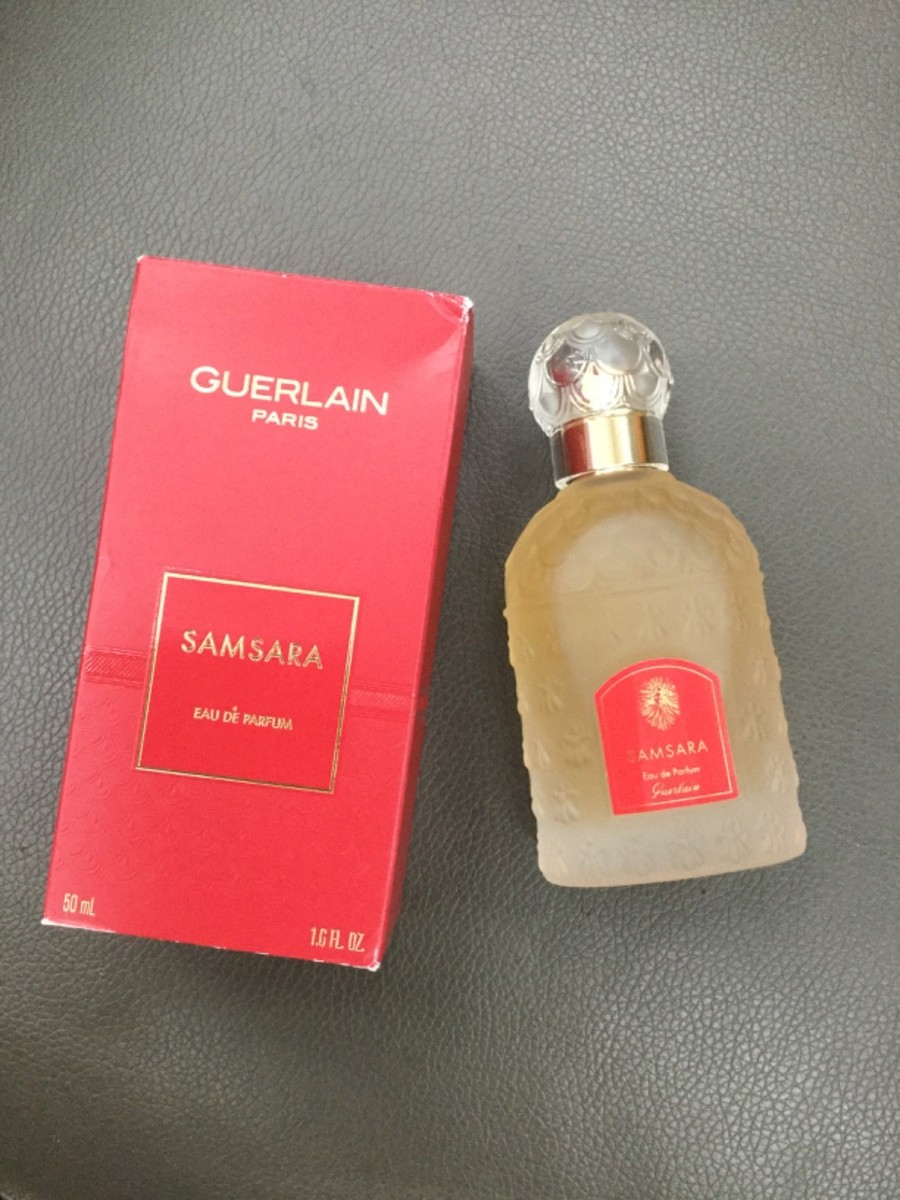 GUERLAIN
PARIS
SAMSARA
EAU DE PARFUM
50 mL
1.6 FL. OZ.
SAMSARA
Eau de Parfum
Guerlain